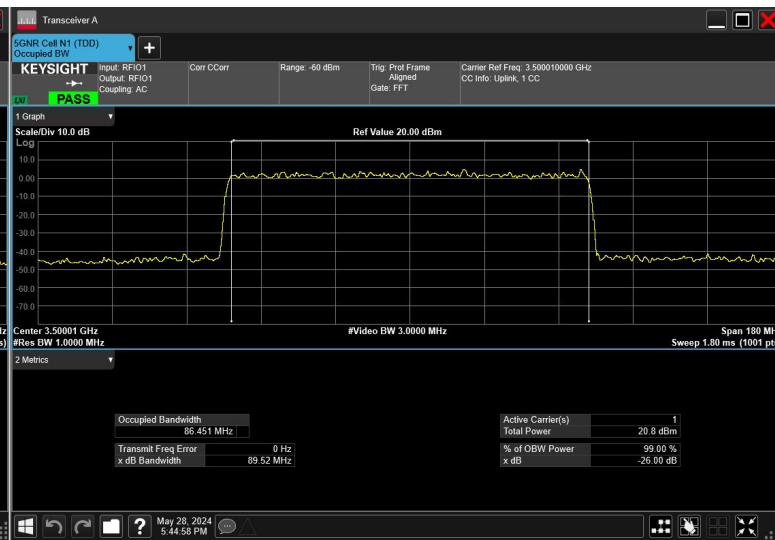 Transceiver A
5GNR Cell N1 (TDD)
Occupied BW
KEYSIGHT
LXI
PASS
Input: RFIO1
Output: RFIO1
Coupling: AC
Corr CCorr
Range: -60 dBm
Trig: Prot Frame
Aligned
Gate: FFT
Carrier Ref Freq: 3.500010000 GHz
CC Info: Uplink, 1 CC
1 Graph
Scale/Div 10.0 dB
Ref Value 20.00 dBm
Log
10.0
0.00
-10.0
-20.0
-30.0
-40.0
-50.0
-60.0
-70.0
Center 3.50001 GHz
#Video BW 3.0000 MHz
Span 180 MH
#Res BW 1.0000 MHz
Sweep 1.80 ms (1001 pts
2 Metrics
Occupied Bandwidth
86.451 MHz
Transmit Freq Error 0 Hz
x dB Bandwidth 89.52 MHz
Active Carrier(s) 1
Total Power 20.8 dBm
% of OBW Power 99.00 %
x dB -26.00 dB
May 28, 2024
5:44:58 PM